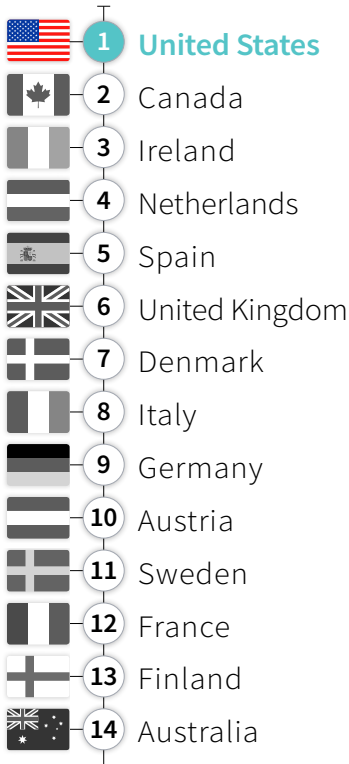 1 United States
2 Canada
3 Ireland
4 Netherlands
5 Spain
6 United Kingdom
7 Denmark
8 Italy
9 Germany
10 Austria
11 Sweden
12 France
13 Finland
14 Australia